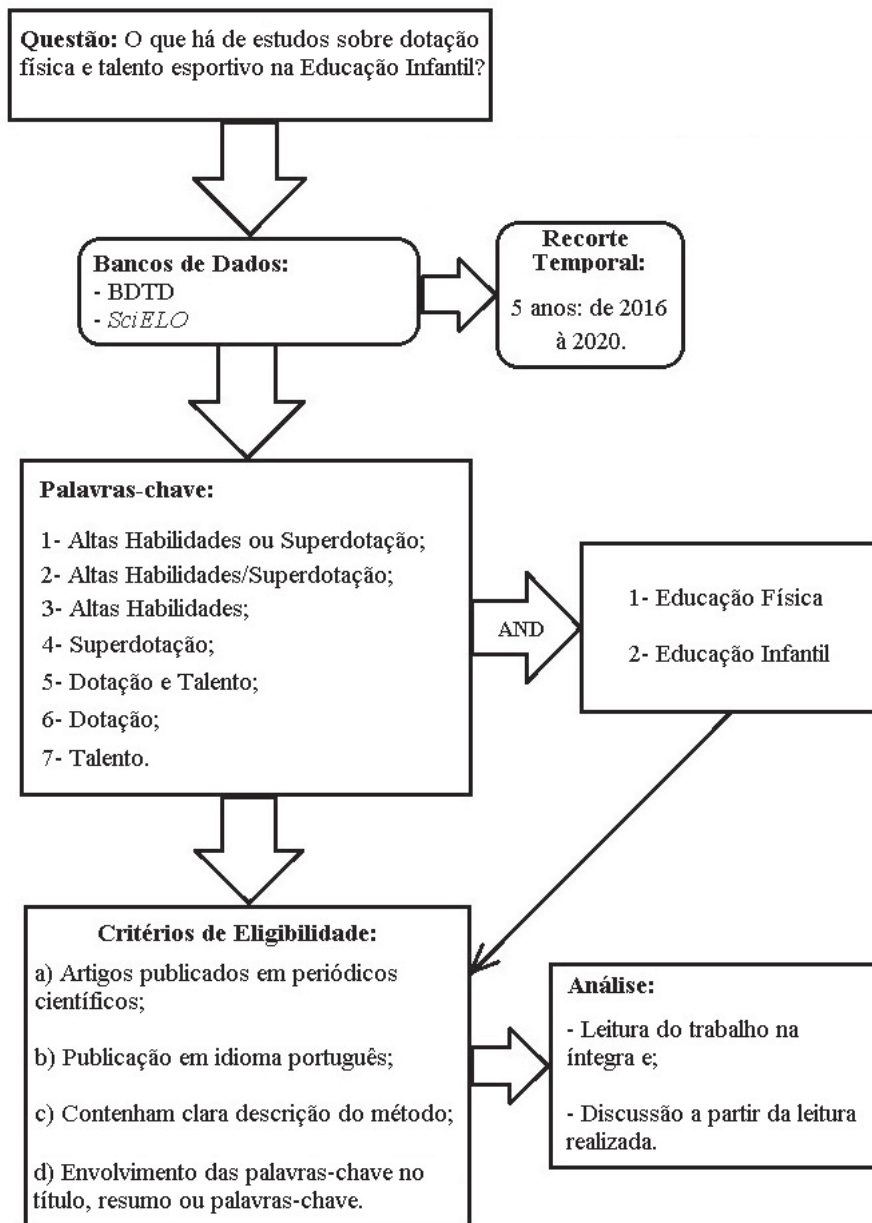 Questão: O que há de estudos sobre dotação
física e talento esportivo na Educação Infantil?
Bancos de Dados:
- BDTD
- SciELO
Recorte
Temporal:
5 anos: de 2016
à 2020.
Palavras-chave:
1- Altas Habilidades ou Superdotação;
2- Altas Habilidades/Superdotação;
3- Altas Habilidades;
4- Superdotação;
5- Dotação e Talento;
6- Dotação;
7- Talento.
AND
1- Educação Física
2- Educação Infantil
Critérios de Eligibilidade:
a) Artigos publicados em periódicos
científicos;
b) Publicação em idioma português;
c) Contenham clara descrição do método;
d) Envolvimento das palavras-chave no
título, resumo ou palavras-chave.
Análise:
- Leitura do trabalho na
íntegra e;
- Discussão a partir da leitura
realizada.